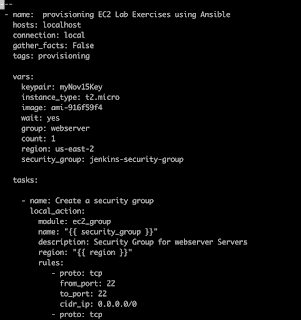 ---
- name:  provisioning EC2 Lab Exercises using Ansible
hosts: localhost
connection: local
gather_facts: False
tags: provisioning
vars:
keypair: myNov15Key
instance_type: t2.micro
image: ami-916f59f4
wait: yes
group: webserver
count: 1
region: us-east-2
security_group: jenkins-security-group
tasks:
- name: Create a security group
local_action:
module: ec2_group
name: "{{ security_group }}"
description: Security Group for webserver Servers
region: "{{ region }}"
rules:
- proto: tcp
from_port: 22
to_port: 22
cidr_ip: 0.0.0.0/0
- proto: tcp